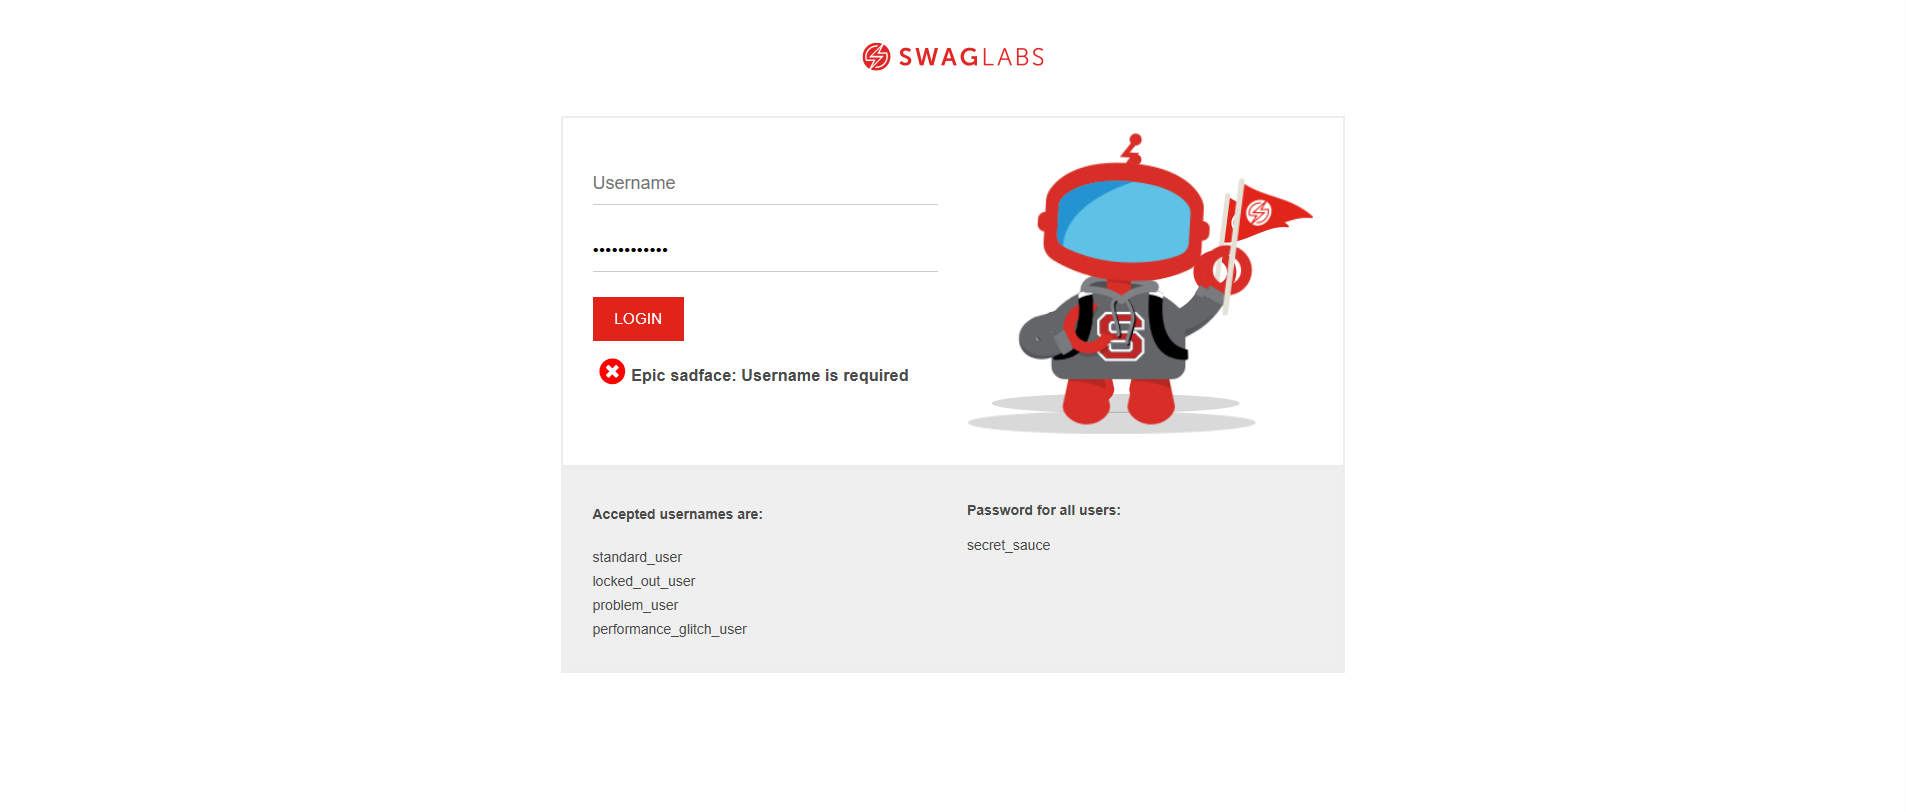 SWAGLABS
Username
••••••••••••
LOGIN
Epic sadface: Username is required
S
Accepted usernames are:
standard_user
locked_out_user
problem_user
performance_glitch_user
Password for all users:
secret_sauce